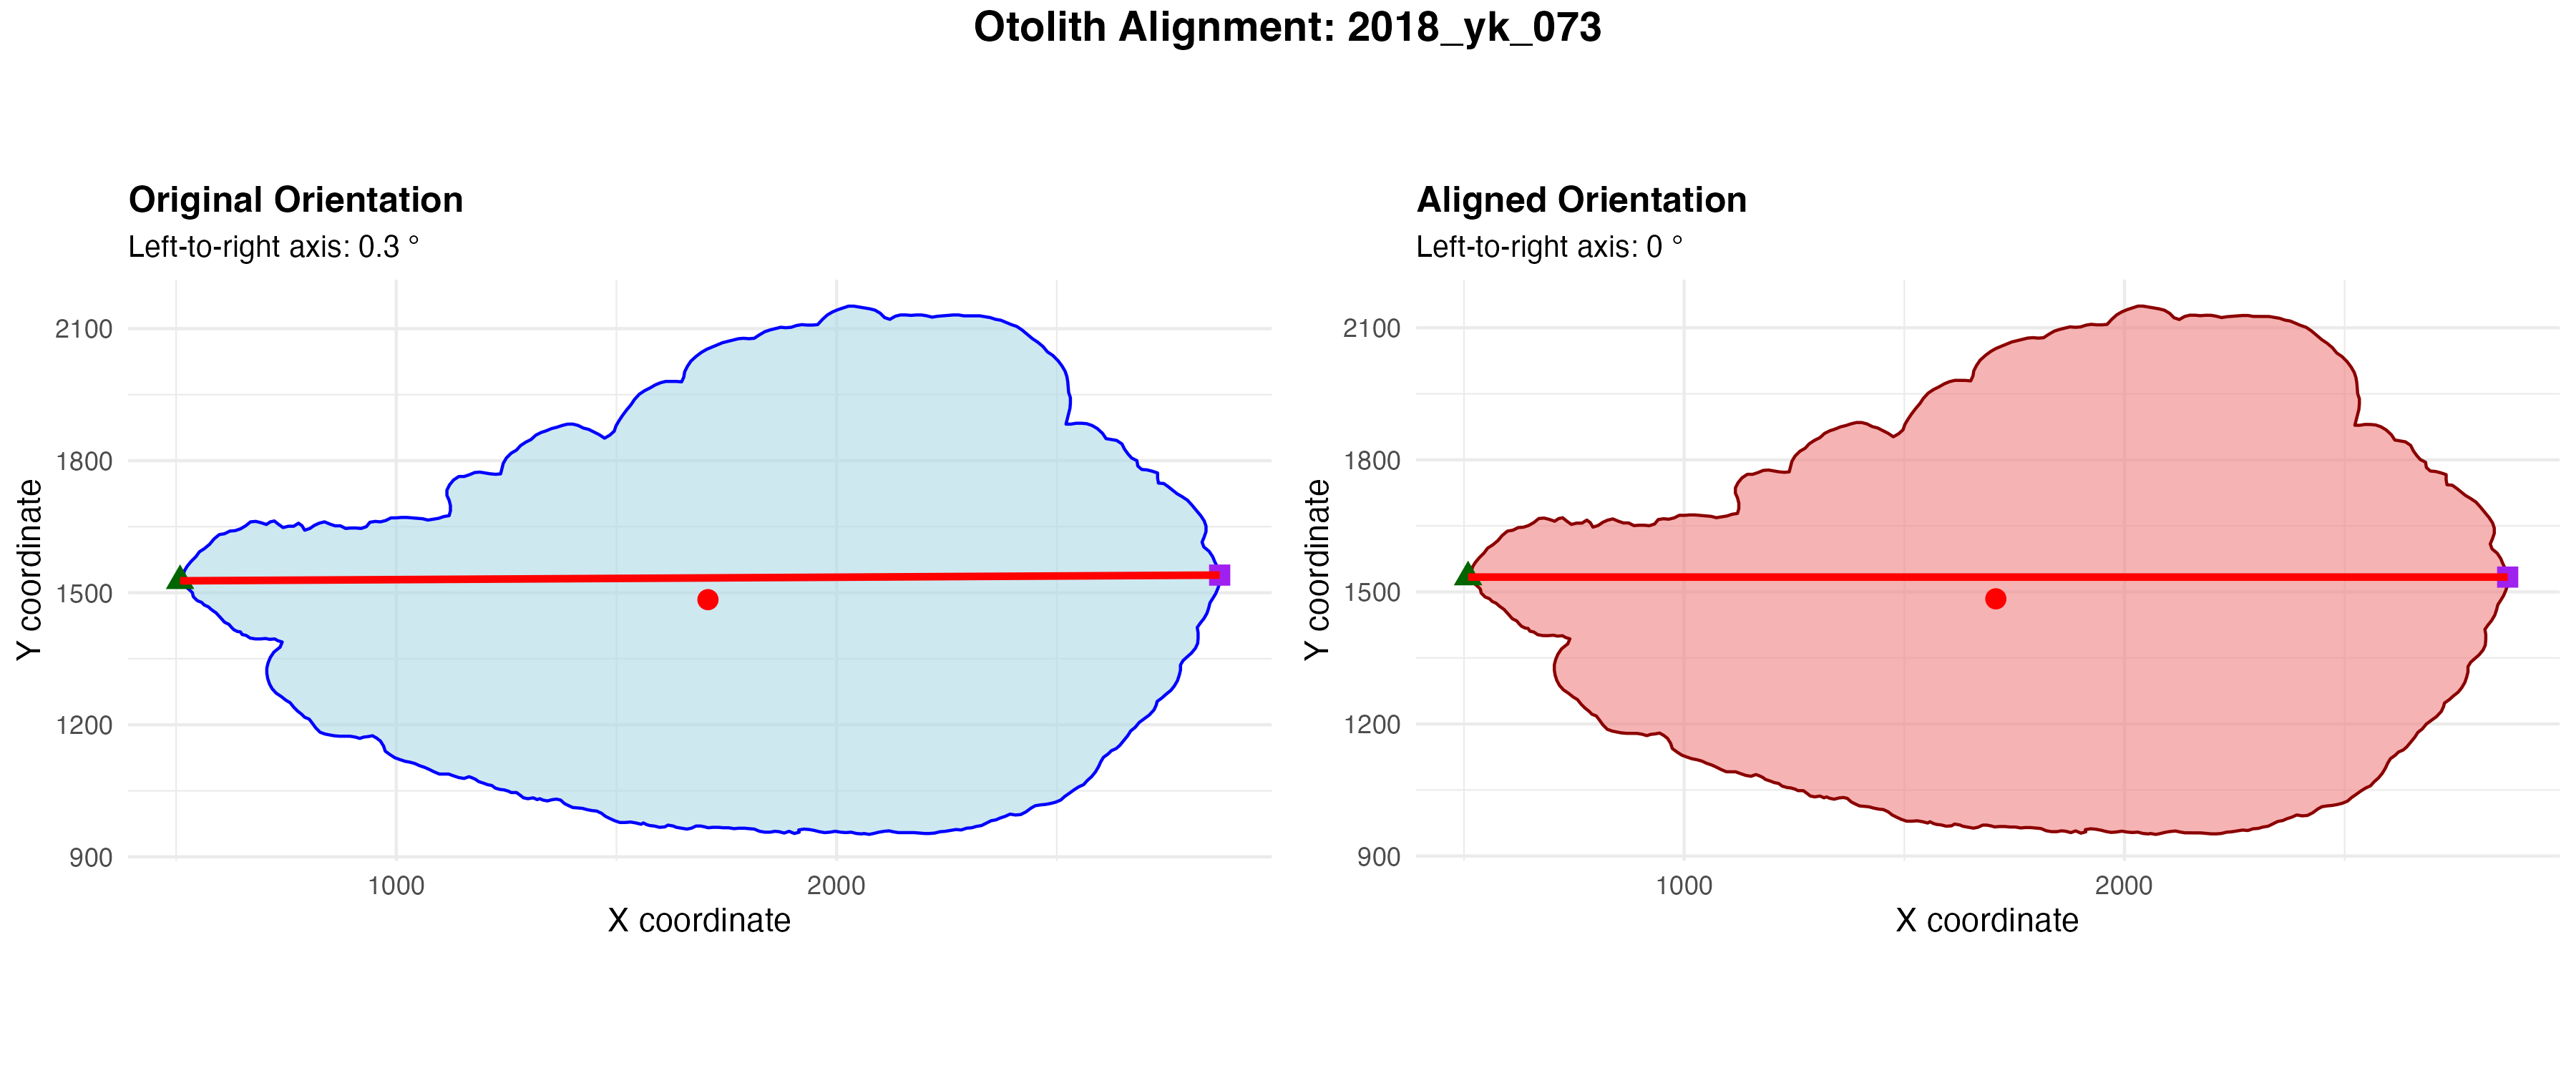 Otolith Alignment: 2018_yk_073
Original Orientation
Left-to-right axis: 0.3 °
2100
1800
1500
1200
900
Y coordinate
1000
2000
X coordinate
Aligned Orientation
Left-to-right axis: 0 °
2100
1800
1500
1200
900
Y coordinate
1000
2000
X coordinate